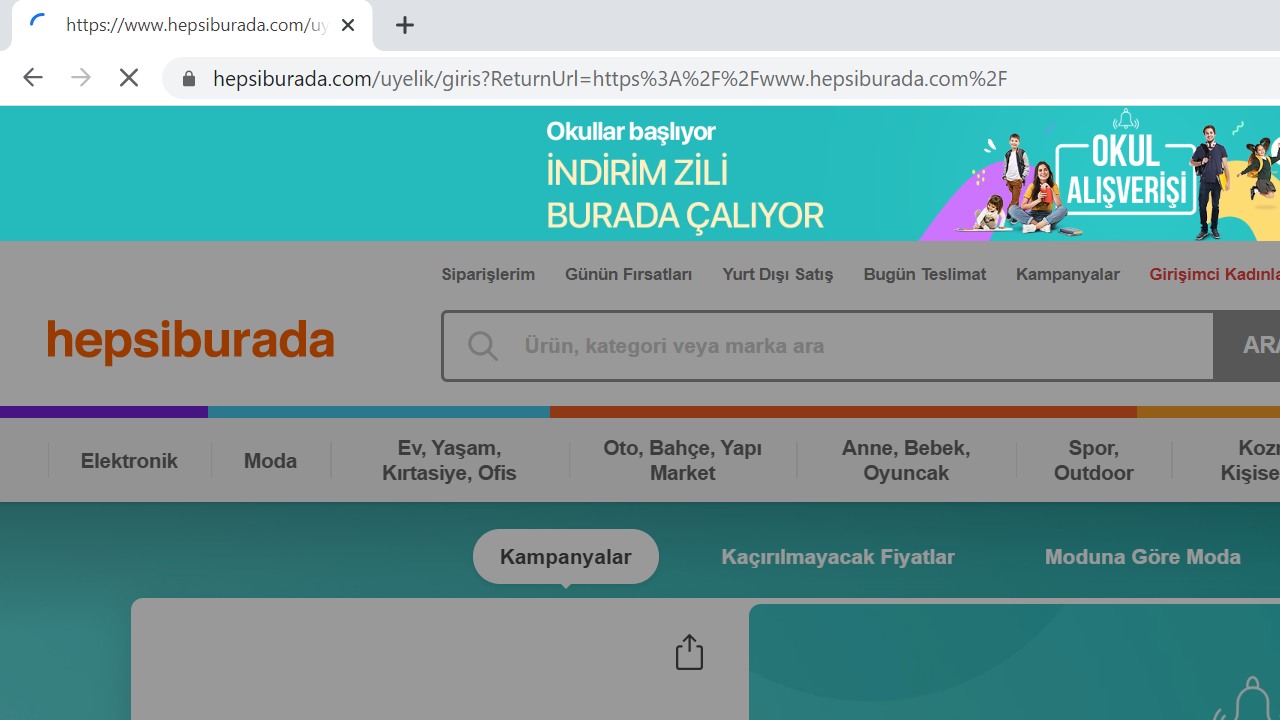 https://www.hepsiburada.com/uy
hepsiburada.com/uyelik/giris?ReturnUrl=https%3A%2F%2Fwww.hepsiburada.com%2F
Okullar başlıyor
İNDİRİM ZİLİ
BURADA ÇALIYOR
OKUL
ALIŞVERİŞİ
Siparişlerim Günün Fırsatları Yurt Dışı Satış Bugün Teslimat Kampanyalar Girişimci Kadınla
hepsiburada
Ürün, kategori veya marka ara
ARA
Elektronik
Moda
Ev, Yaşam,
Kırtasiye, Ofis
Oto, Bahçe, Yapı
Market
Anne, Bebek,
Oyuncak
Spor,
Outdoor
Kozm
Kişise
Kampanyalar Kaçırılmayacak Fiyatlar Moduna Göre Moda